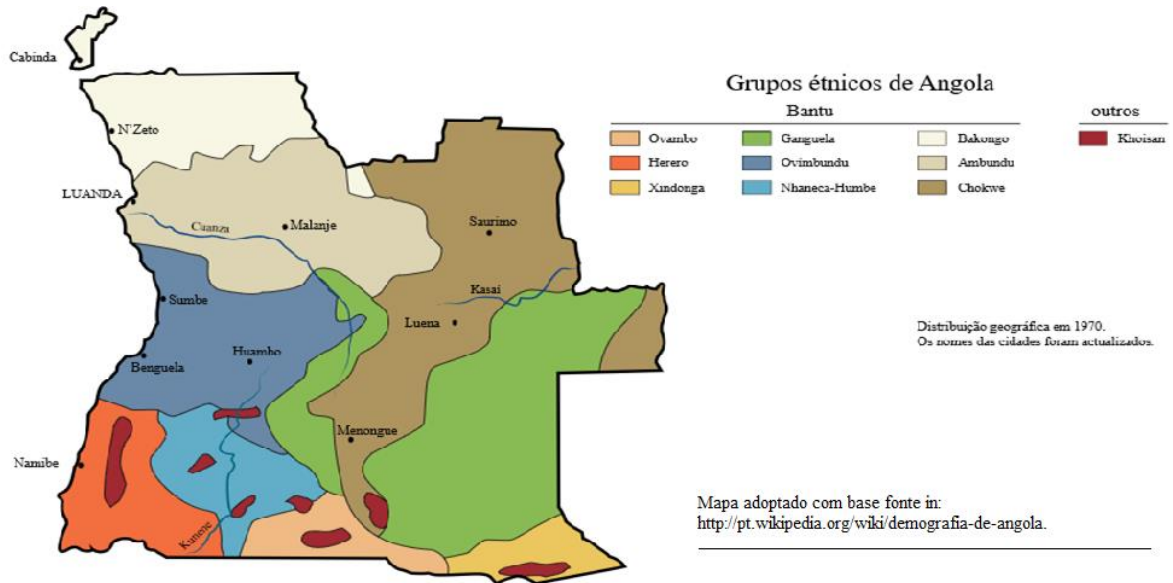 Cabinda
N'Zeto
LUANDA
Cuanza
Malanje
Saurimo
Kasai
Sumbe
Luena
Benguela
Huambo
Menongue
Namibe
Kunene
Grupos étnicos de Angola
Bantu
outros
Ovambo
Ganguela
Bakongo
Khoisan
Herero
Ovimbundu
Ambundu
Xindonga
Nhaneca-Humbe
Chokwe
Distribuição geográfica em 1970.
Os nomes das cidades foram actualizados.
Mapa adoptado com base fonte in:
http://pt.wikipedia.org/wiki/demografia-de-angola.